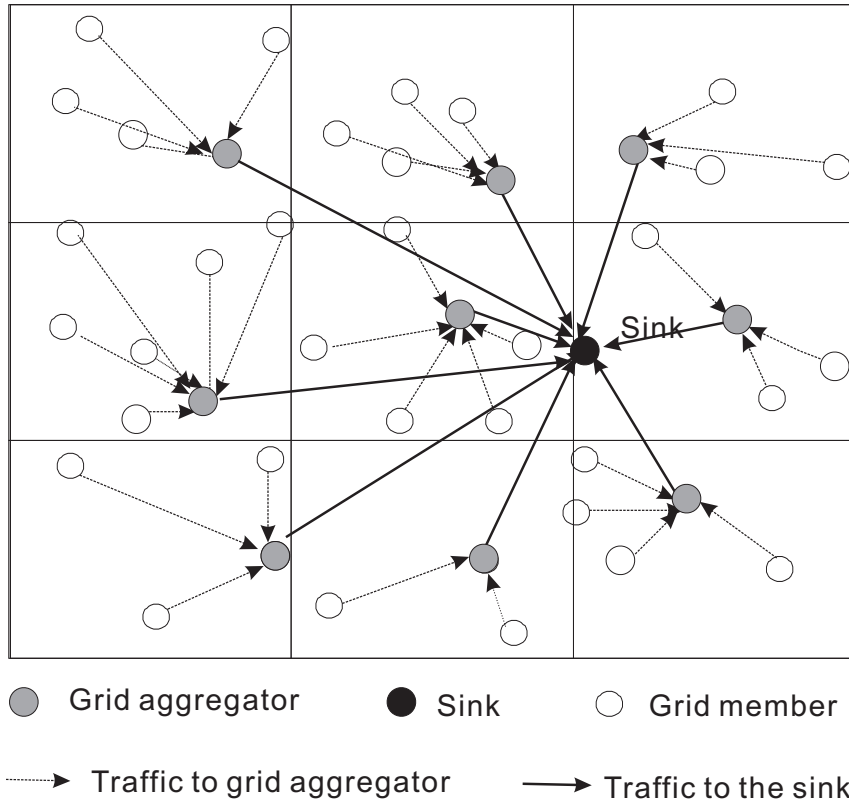 Sink
Grid aggregator Sink Grid member
Traffic to grid aggregator Traffic to the sink